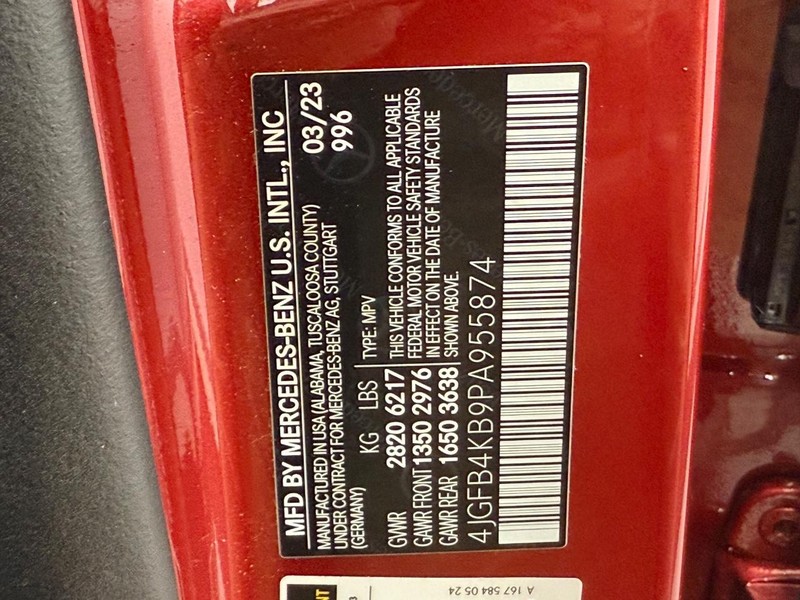 MFD BY MERCEDES-BENZ U.S. INTL., INC
MANUFACTURED IN USA (ALABAMA, TUSCALOOSA COUNTY) 03/23
UNDER CONTRACT FOR MERCEDES-BENZ AG, STUTTGART 996
(GERMANY)
KG LBS TYPE: MPV
GVWR 2820 6217 THIS VEHICLE CONFORMS TO ALL APPLICABLE
GAWR FRONT 1350 2976 FEDERAL MOTOR VEHICLE SAFETY STANDARDS
IN EFFECT ON THE DATE OF MANUFACTURE
GAWR REAR 1650 3638 SHOWN ABOVE.
4JGFB4KB9PA955874
A 167 584 05 24